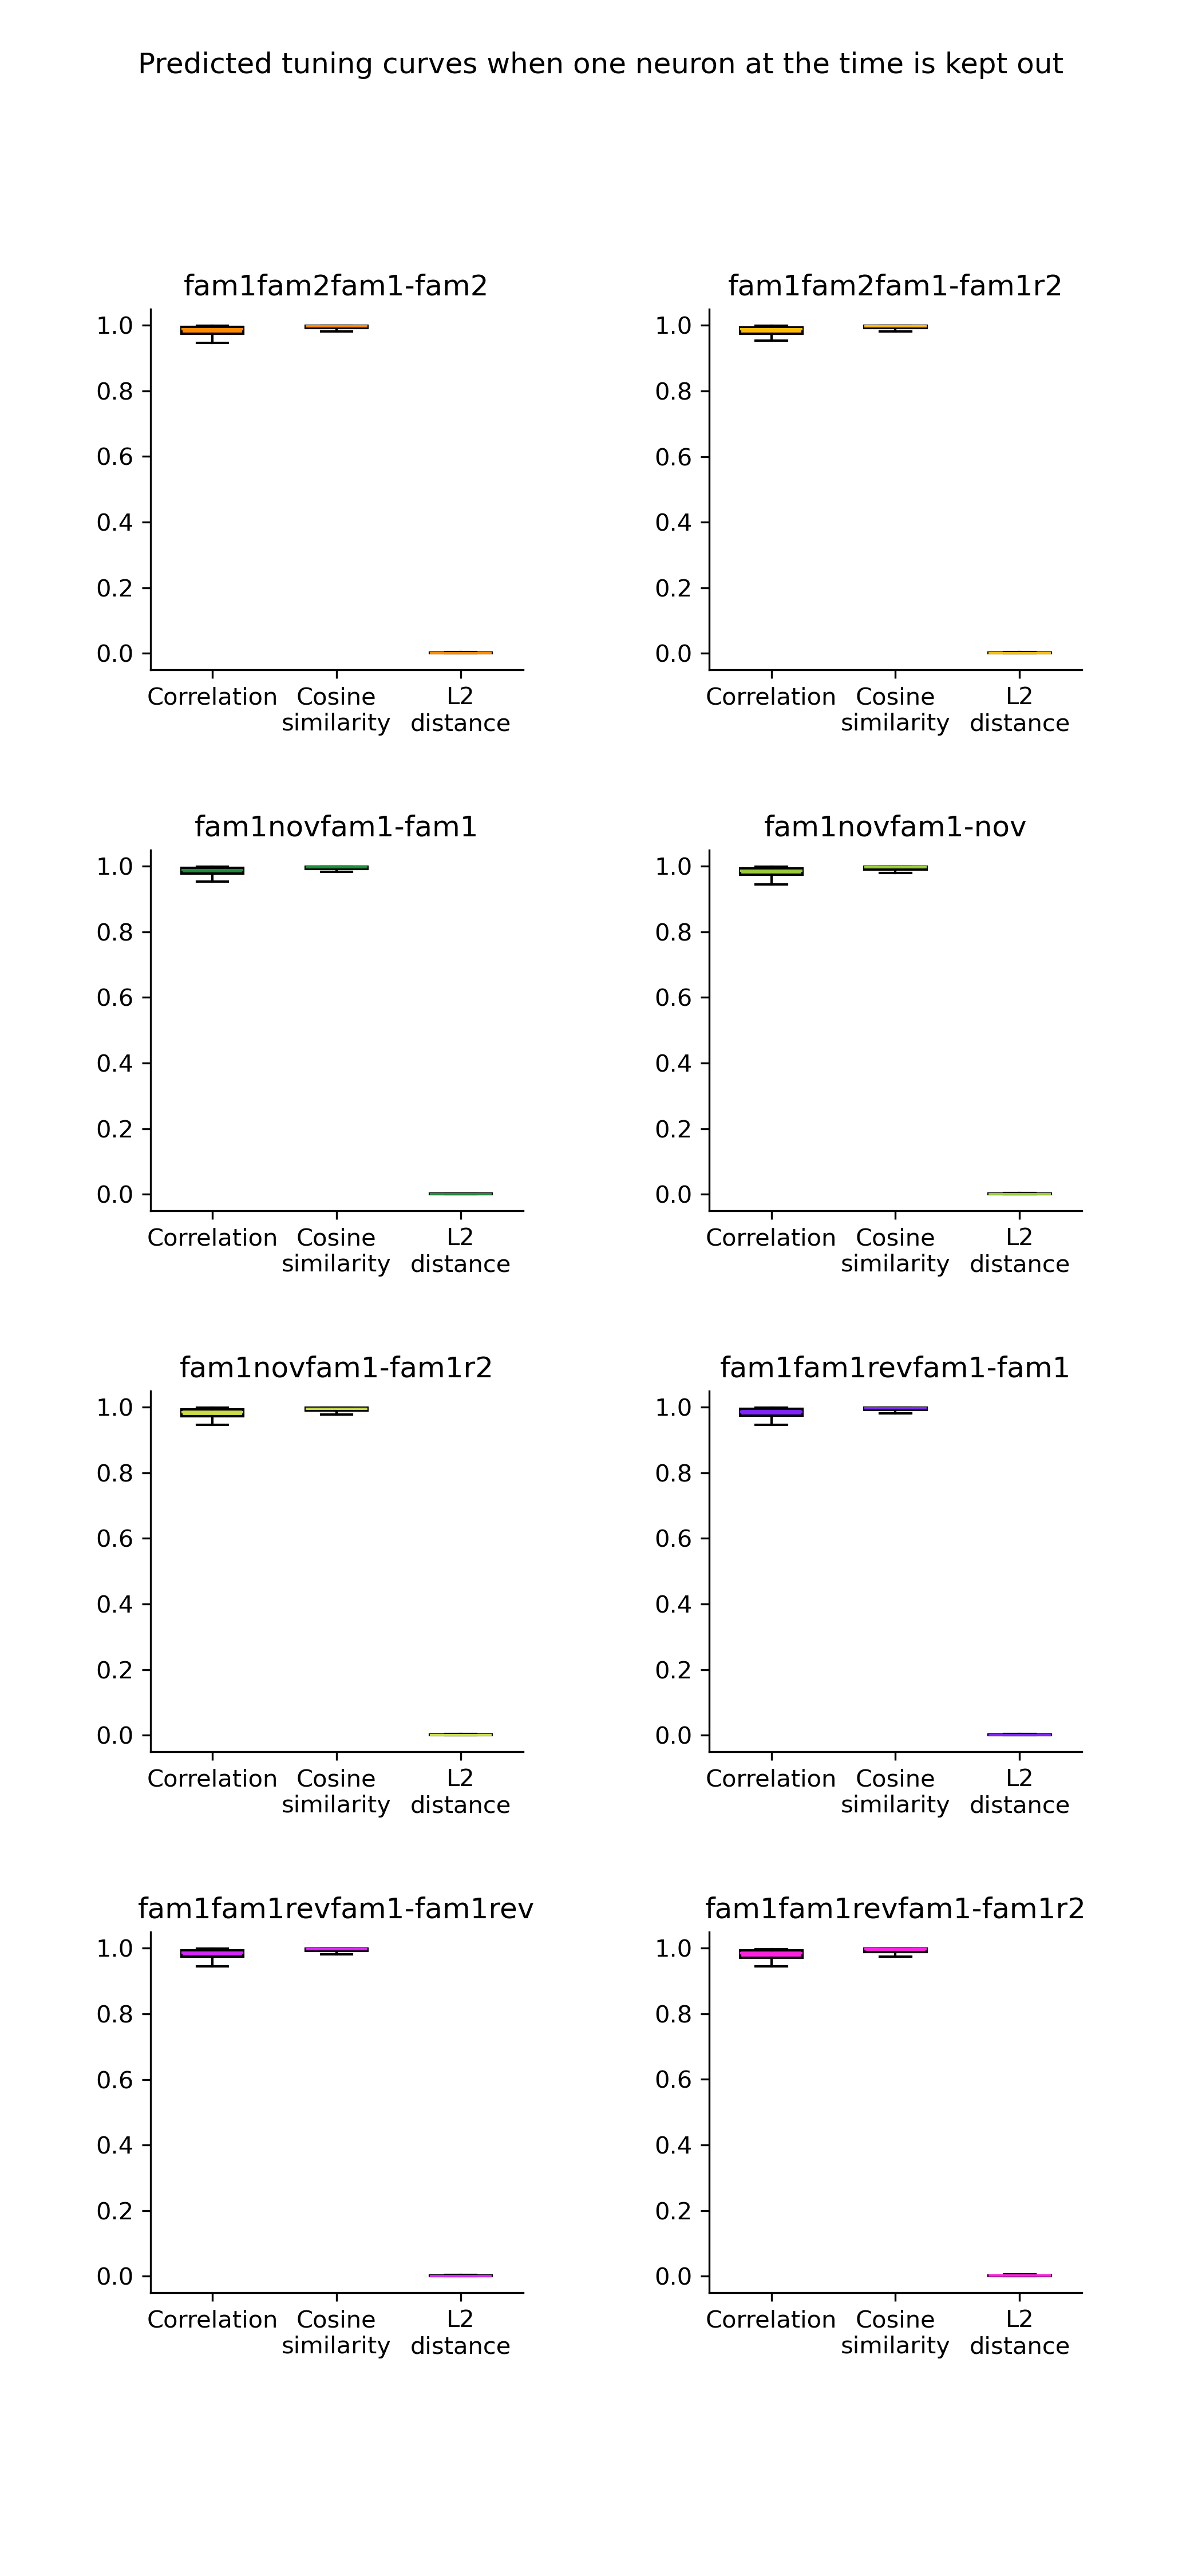 Predicted tuning curves when one neuron at the time is kept out
fam1fam2fam1-fam2
1.0
0.8
0.6
0.4
0.2
0.0
Correlation
Cosine
similarity
L2
distance
fam1fam2fam1-fam1r2
1.0
0.8
0.6
0.4
0.2
0.0
Correlation
Cosine
similarity
L2
distance
fam1novfam1-fam1
1.0
0.8
0.6
0.4
0.2
0.0
Correlation
Cosine
similarity
L2
distance
fam1novfam1-nov
1.0
0.8
0.6
0.4
0.2
0.0
Correlation
Cosine
similarity
L2
distance
fam1novfam1-fam1r2
1.0
0.8
0.6
0.4
0.2
0.0
Correlation
Cosine
similarity
L2
distance
fam1fam1revfam1-fam1
1.0
0.8
0.6
0.4
0.2
0.0
Correlation
Cosine
similarity
L2
distance
fam1fam1revfam1-fam1rev
1.0
0.8
0.6
0.4
0.2
0.0
Correlation
Cosine
similarity
L2
distance
fam1fam1revfam1-fam1r2
1.0
0.8
0.6
0.4
0.2
0.0
Correlation
Cosine
similarity
L2
distance